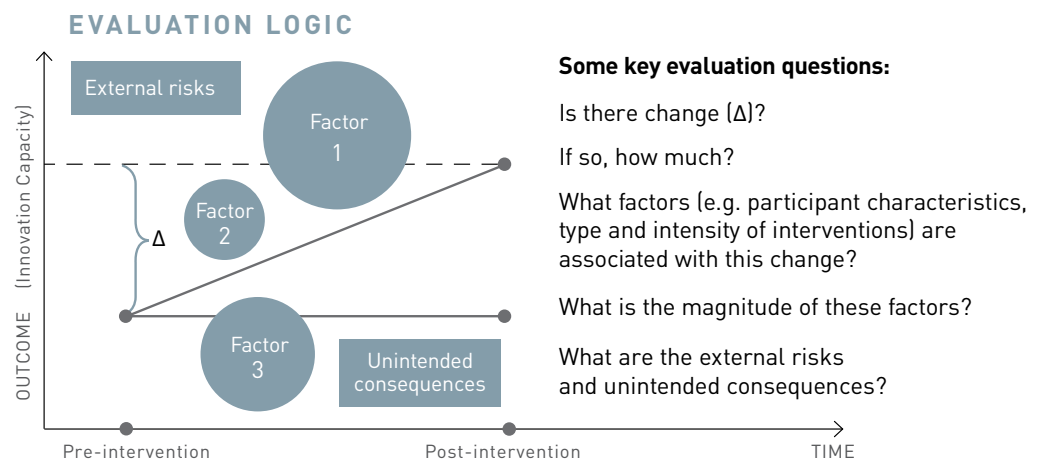 EVALUATION LOGIC
OUTCOME (Innovation Capacity)
External risks
Factor
1
Factor
2
Δ
Factor
3
Unintended
consequences
Pre-intervention
Post-intervention
TIME
Some key evaluation questions:
Is there change (Δ)?
If so, how much?
What factors (e.g. participant characteristics,
type and intensity of interventions) are
associated with this change?
What is the magnitude of these factors?
What are the external risks
and unintended consequences?